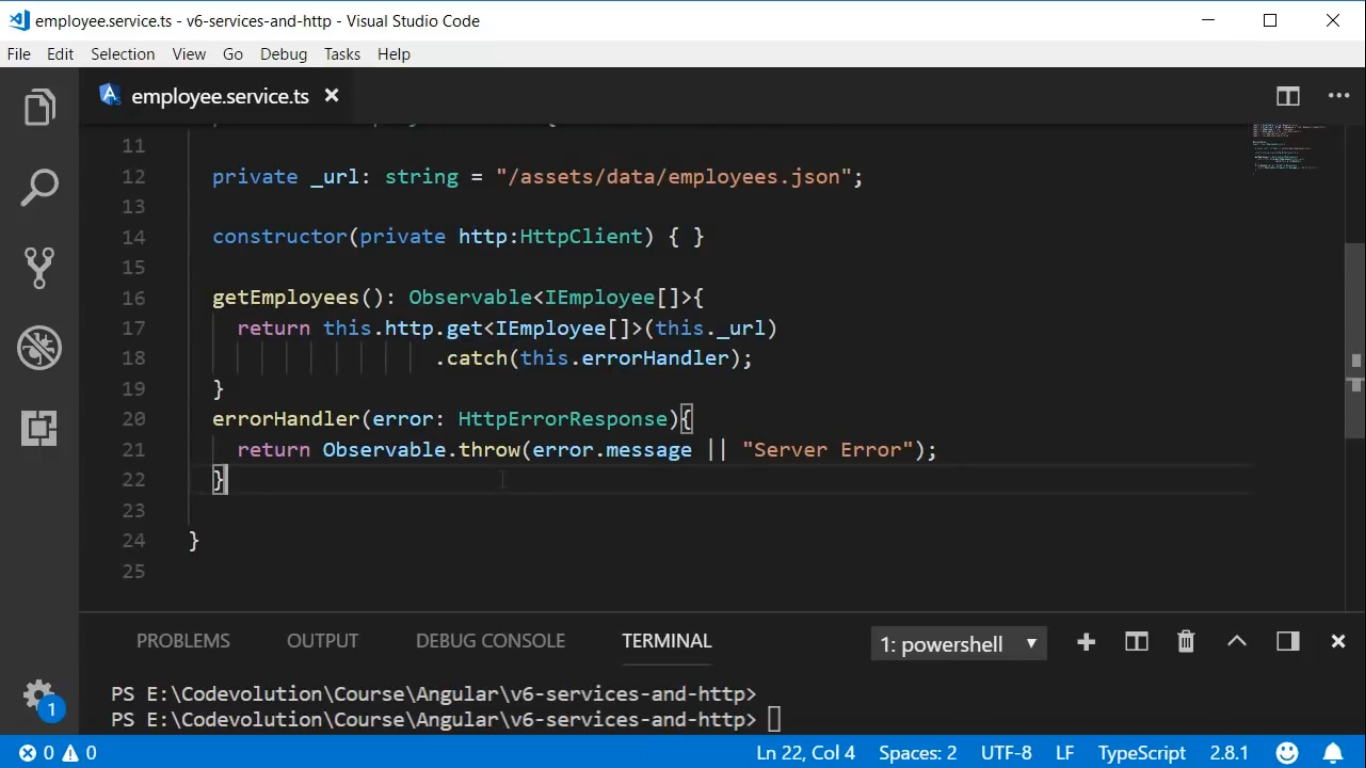 employee.service.ts - v6-services-and-http - Visual Studio Code
File Edit Selection View Go Debug Tasks Help
employee.service.ts
{
11
12 private _url: string = "/assets/data/employees.json";
13
14 constructor(private http:HttpClient) { }
15
16 getEmployees(): Observable<IEmployee[]>{
17 return this.http.get<IEmployee[]>(this._url)
18 .catch(this.errorHandler);
19 }
20 errorHandler(error: HttpErrorResponse){
21 return Observable.throw(error.message || "Server Error");
22 }
23
24 }
25
PROBLEMS OUTPUT DEBUG CONSOLE TERMINAL 1: powershell
PS E:\Codevolution\Course\Angular\v6-services-and-http>
PS E:\Codevolution\Course\Angular\v6-services-and-http>
1
0 0 Ln 22, Col 4 Spaces: 2 UTF-8 LF TypeScript 2.8.1